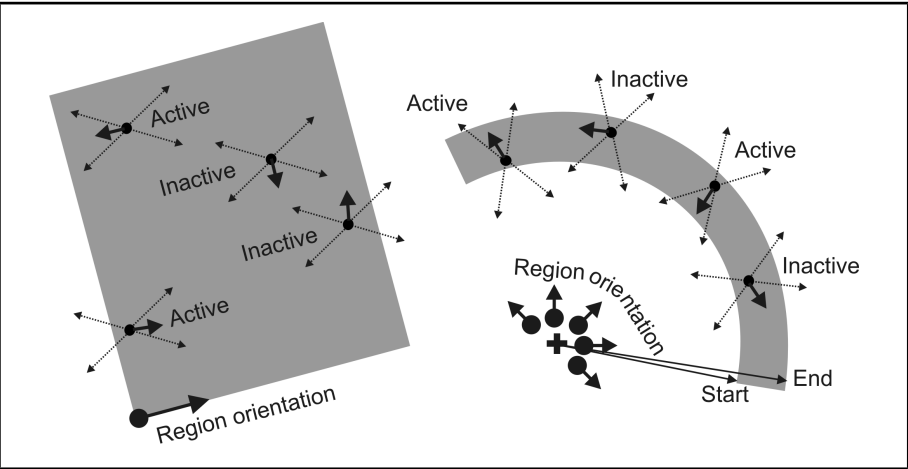 Active
Inactive
Inactive
Active
Region orientation
Active
Inactive
Active
Inactive
Region orientation
Start
End